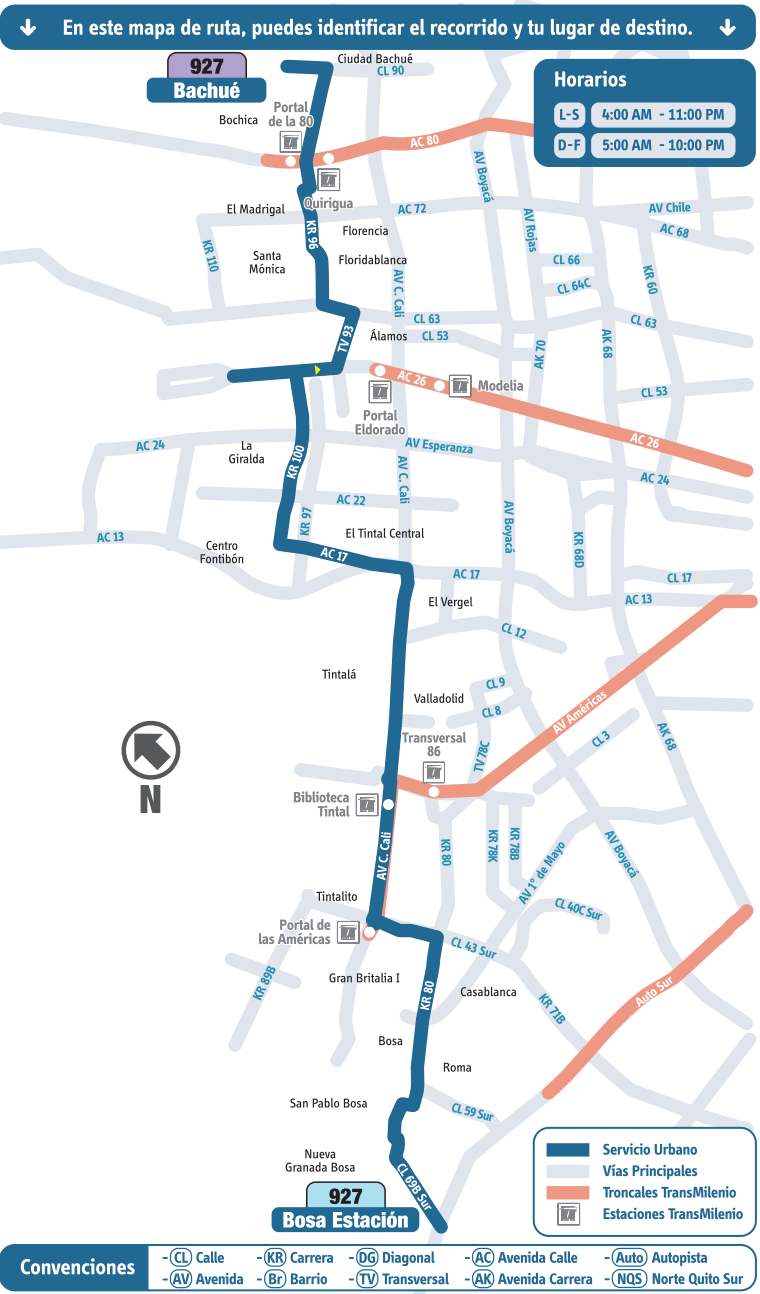 En este mapa de ruta, puedes identificar el recorrido y tu lugar de destino.
927
Bachué
Horarios
L-S 4:00 AM - 11:00 PM
D-F 5:00 AM - 10:00 PM
Ciudad Bachué
CL 90
Portal
de la 80
Bochica
AC 80
AV Boyacá
Quirigua
El Madrigal
AC 72
AV Chile
AV Rojas
AC 68
KR 96
Florencia
KR 110
Santa
Mónica
Floridablanca
CL 66
AV C. Cali
KR 60
CL 64C
CL 63
CL 63
TV 93
Álamos
CL 53
AK 70
AK 68
AC 26
Modelia
CL 53
Portal
Eldorado
AC 26
AC 24
La
Giralda
AV Esperanza
KR 100
AV C. Cali
AC 24
AC 22
KR 97
AV Boyacá
El Tintal Central
KR 68D
AC 13
Centro
Fontibón
AC 17
AC 17
CL 17
El Vergel
AC 13
CL 12
Tintalá
CL 9
Valladolid
CL 8
AV Américas
Transversal
86
TV 78C
CL 3
AK 68
N
Biblioteca
Tintal
AV C. Cali
KR 80
KR 78K
KR 78B
AV 1° de Mayo
AV Boyacá
Tintalito
CL 40C Sur
Portal de
las Américas
CL 43 Sur
KR 89B
Gran Britalia I
KR 80
Casablanca
KR 71B
Auto Sur
Bosa
Roma
San Pablo Bosa
CL 59 Sur
Nueva
Granada Bosa
CL 69B Sur
927
Bosa Estación
Servicio Urbano
Vías Principales
Troncales TransMilenio
Estaciones TransMilenio
Convenciones
- CL Calle - KR Carrera - DG Diagonal - AC Avenida Calle - Auto Autopista
- AV Avenida - Br Barrio - TV Transversal - AK Avenida Carrera - NQS Norte Quito Sur